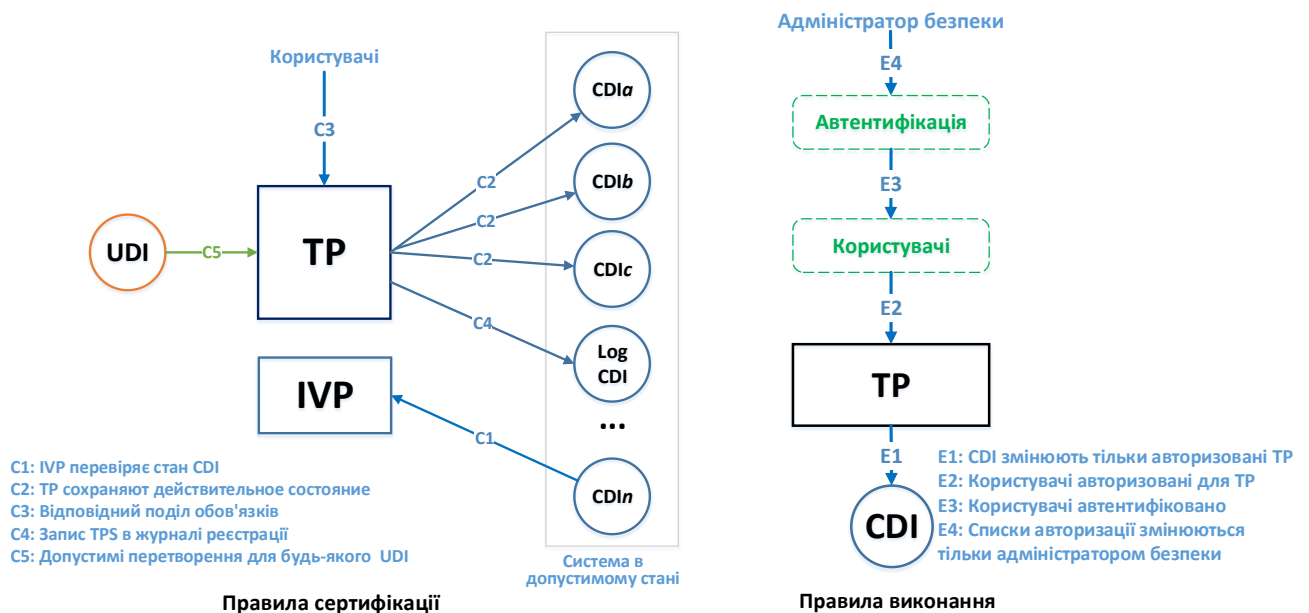 Користувачі
C3
UDI
C5
TP
C2
C2
C2
C4
CDIa
CDIb
CDIc
Log
CDI
...
CDIn
IVP
C1
C1: IVP перевіряє стан CDI
C2: TP сохраняют действительное состояние
C3: Відповідний поділ обов'язків
C4: Запис TPS в журналі реєстрації
C5: Допустимі перетворення для будь-якого UDI
Система в
допустимому стані
Правила сертифікації
Адміністратор безпеки
E4
Автентифікація
E3
Користувачі
E2
TP
E1
CDI
E1: CDI змінюють тільки авторизовані TP
E2: Користувачі авторизовані для TP
E3: Користувачі автентифіковано
E4: Списки авторизації змінюються
тільки адміністратором безпеки
Правила виконання